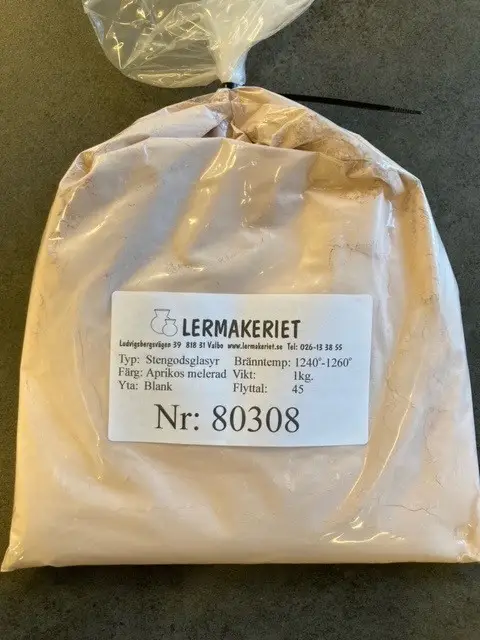 LERMAKERIET
Ludvigsbergsvägen 39 818 31 Valbo www.lermakeriet.se Tel: 026-13 38 55
Typ: Stengodsglasyr Bränntemp: 1240°-1260°
Färg: Aprikos melerad Vikt: 1kg.
Yta: Blank Flyttal: 45
Nr: 80308